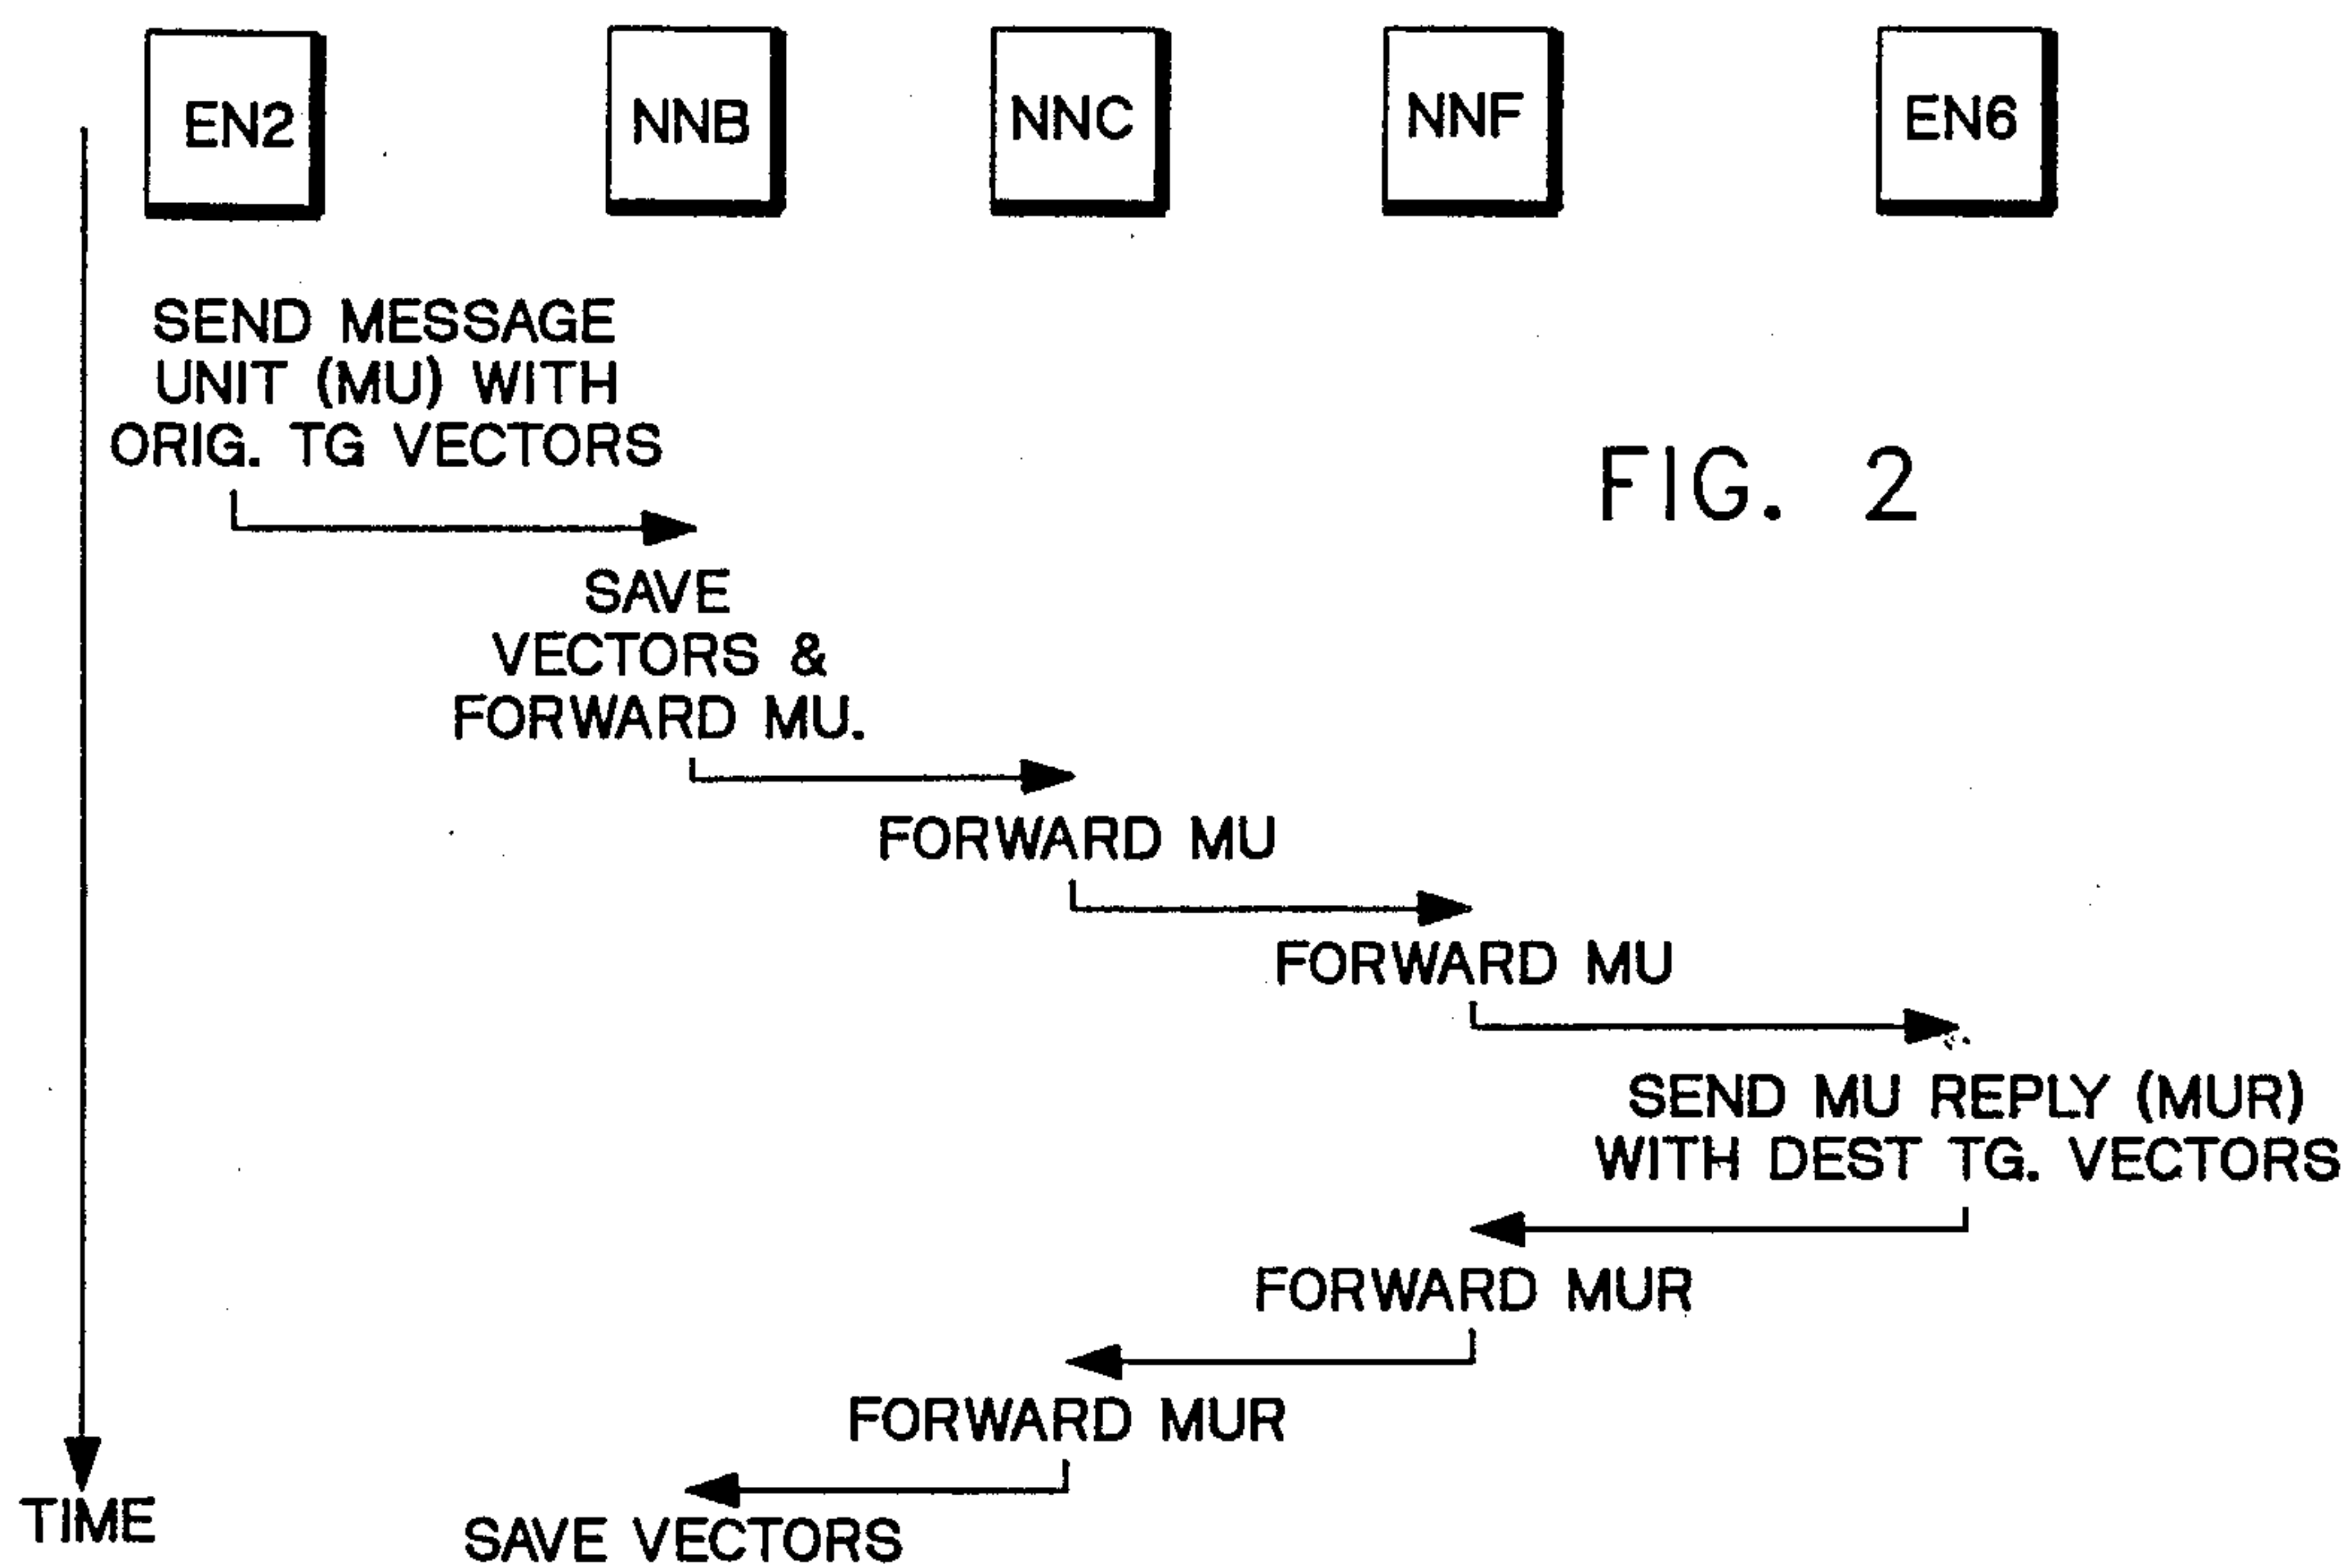 EN2
NNB
NNC
NNF
EN6
SEND MESSAGE
UNIT (MU) WITH
ORIG. TG VECTORS
FIG. 2
SAVE
VECTORS &
FORWARD MU.
FORWARD MU
FORWARD MU
SEND MU REPLY (MUR)
WITH DEST TG. VECTORS
FORWARD MUR
FORWARD MUR
SAVE VECTORS
TIME